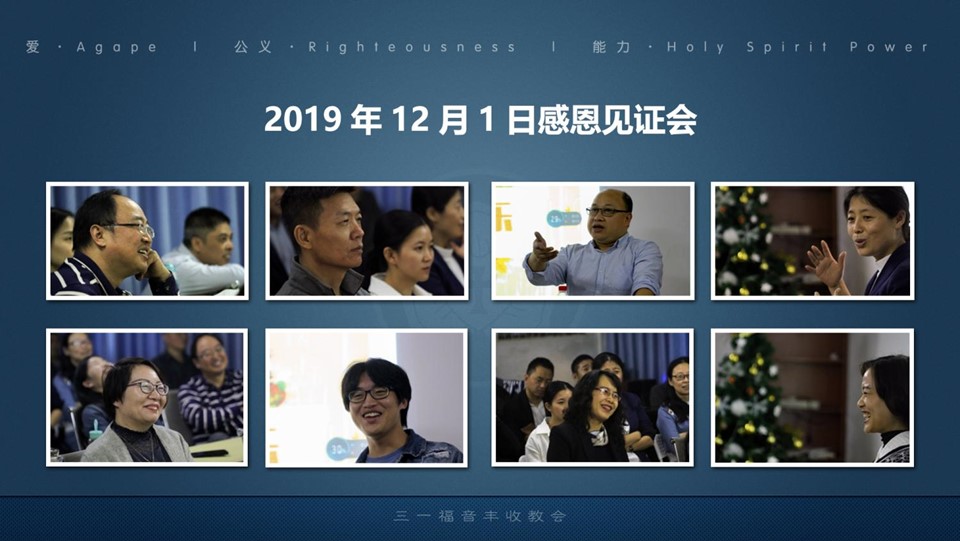 爱 · Agape | 公义 · Righteousness | 能力 · Holy Spirit Power
2019 年 12 月 1 日感恩见证会
三一福音丰收教会